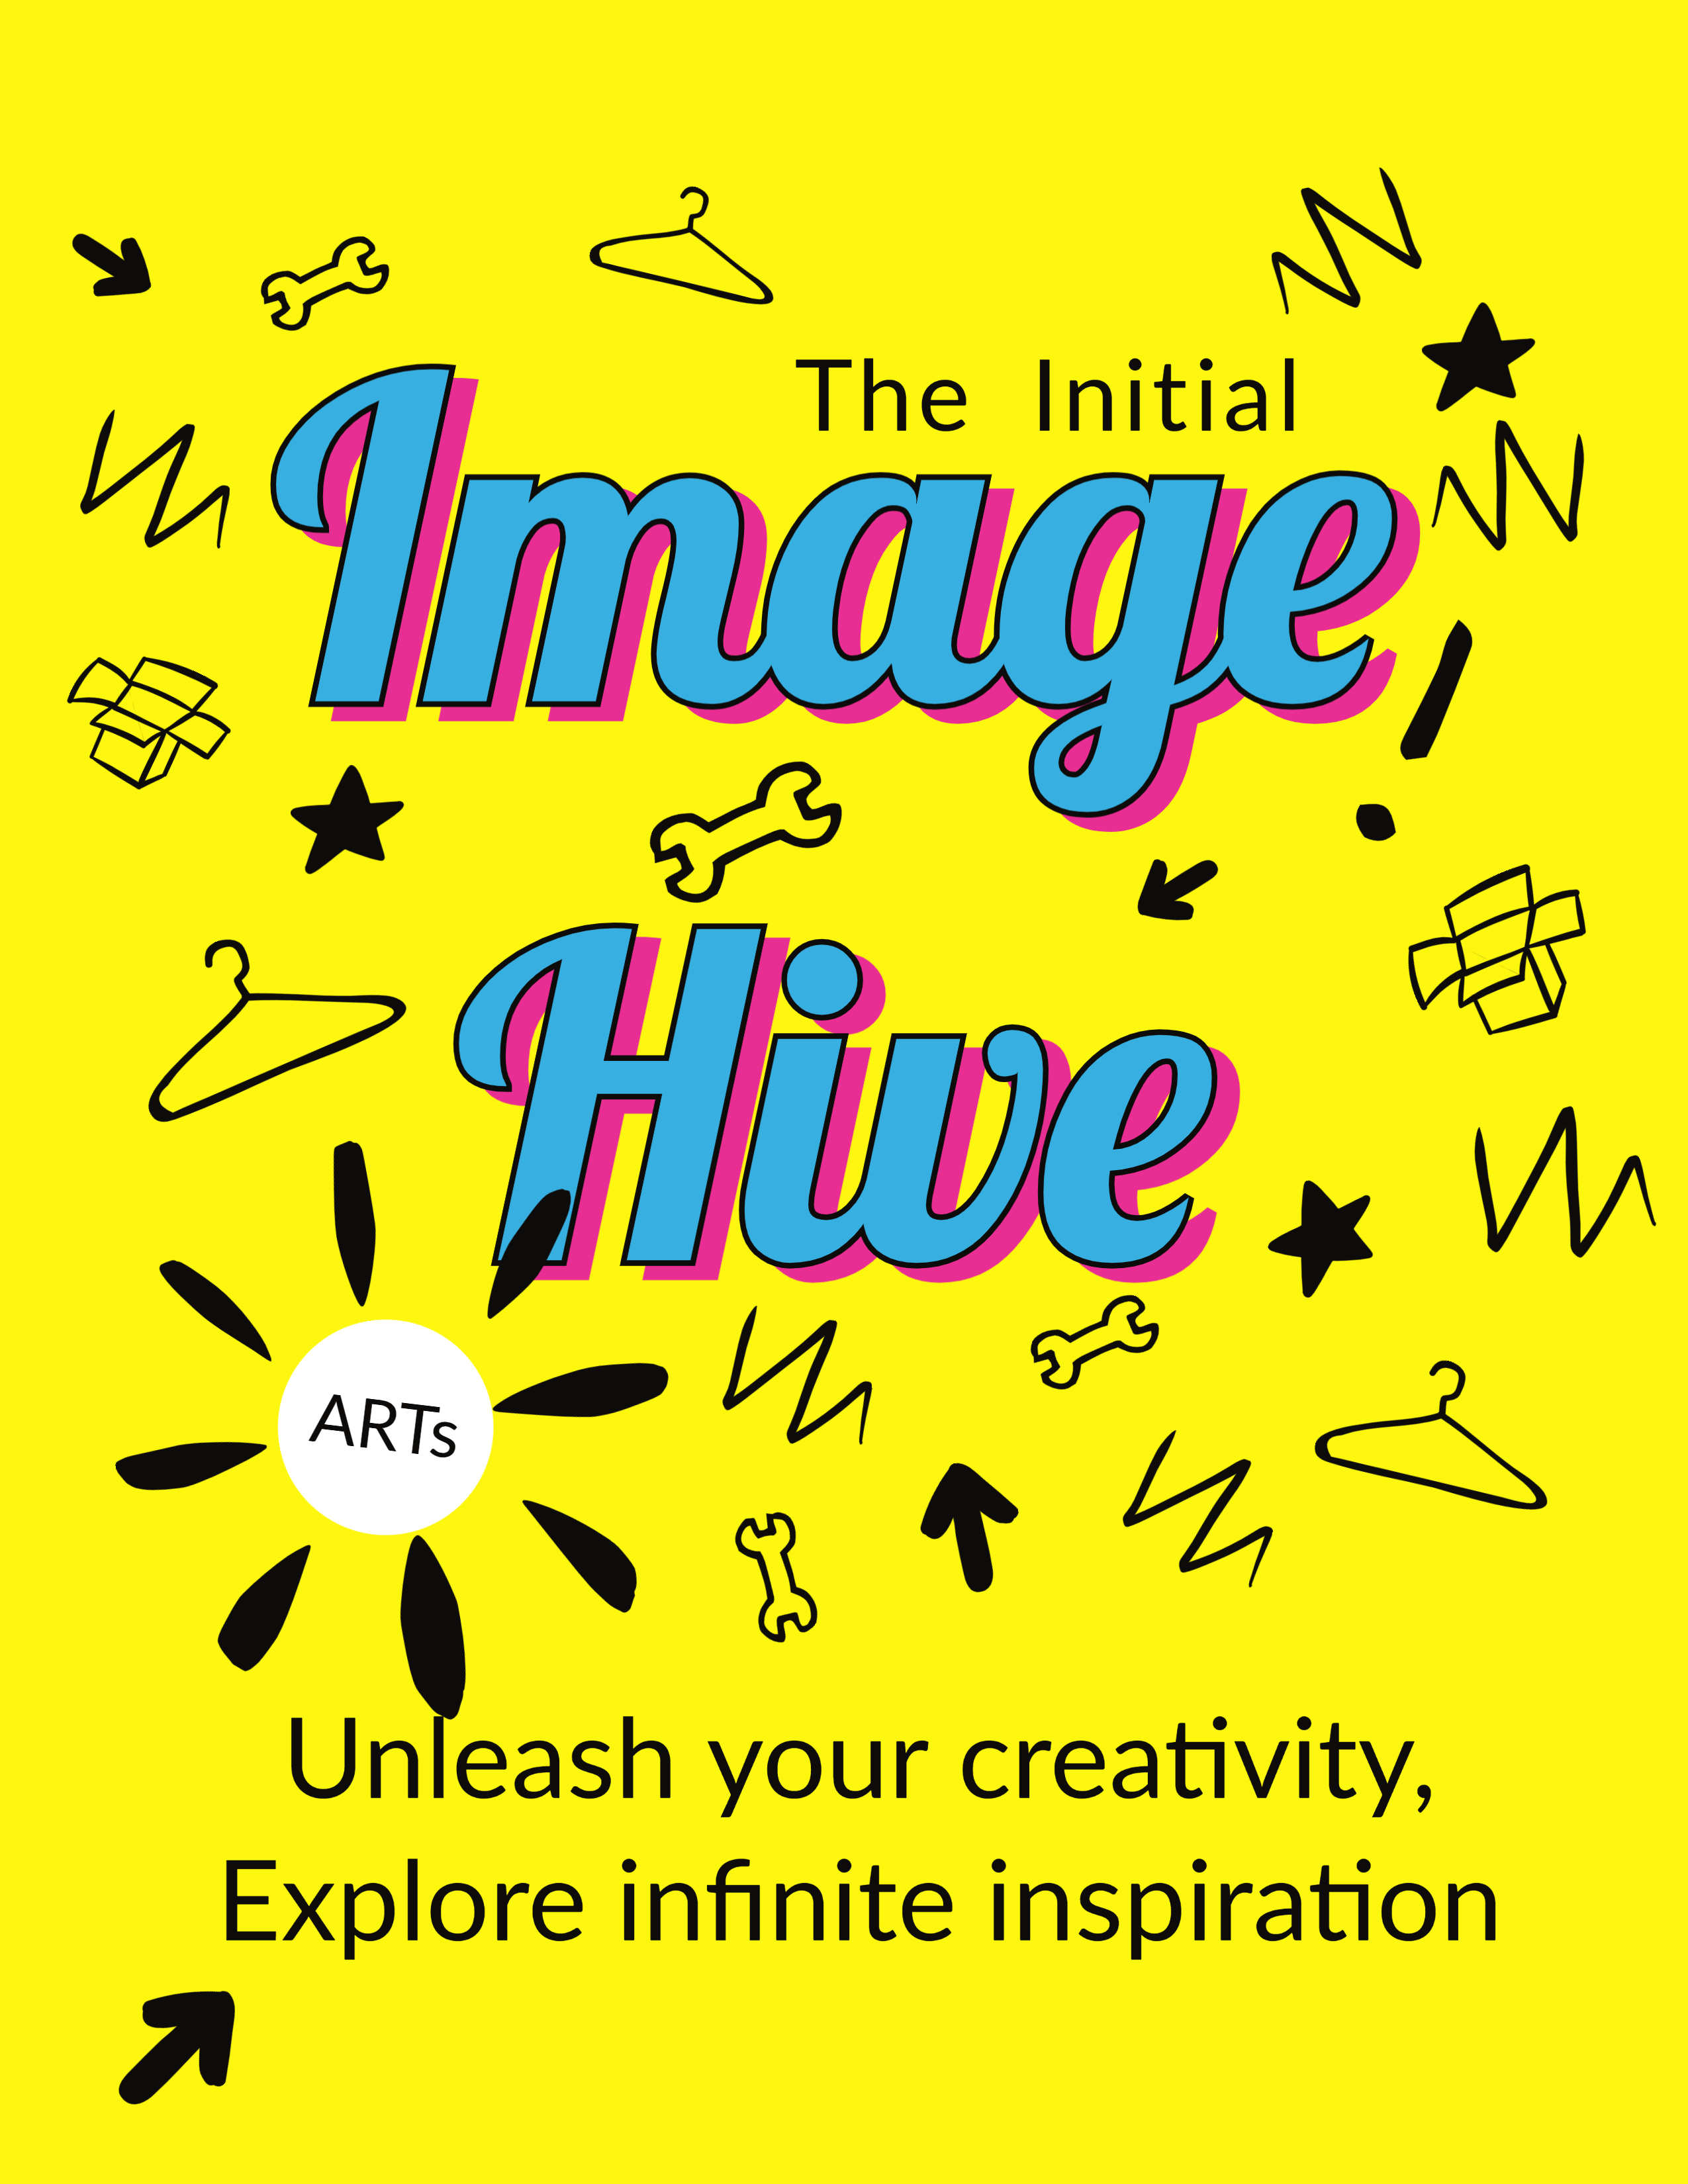 The Initial
Image
Hive
ARTs
Unleash your creativity,
Explore infinite inspiration